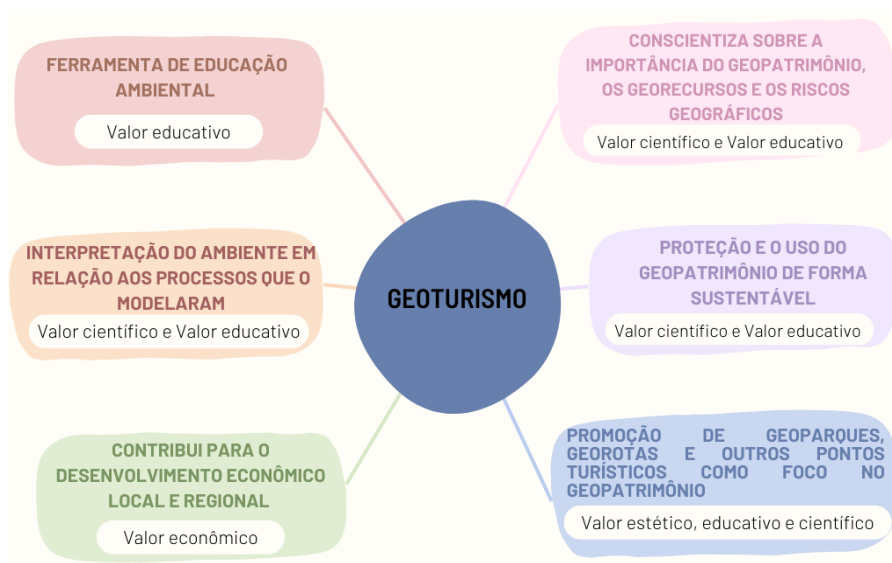 FERRAMENTA DE EDUCAÇÃO
AMBIENTAL
Valor educativo
CONSCIENTIZA SOBRE A
IMPORTÂNCIA DO GEOPATRIMÔNIO,
OS GEORECURSOS E OS RISCOS
GEOGRÁFICOS
Valor científico e Valor educativo
INTERPRETAÇÃO DO AMBIENTE EM
RELAÇÃO AOS PROCESSOS QUE O
MODELARAM
Valor científico e Valor educativo
GEOTURISMO
PROTEÇÃO E O USO DO
GEOPATRIMÔNIO DE FORMA
SUSTENTÁVEL
Valor científico e Valor educativo
CONTRIBUI PARA O
DESENVOLVIMENTO ECONÔMICO
LOCAL E REGIONAL
Valor econômico
PROMOÇÃO DE GEOPARQUES,
GEOROTAS E OUTROS PONTOS
TURÍSTICOS COMO FOCO NO
GEOPATRIMÔNIO
Valor estético, educativo e científico